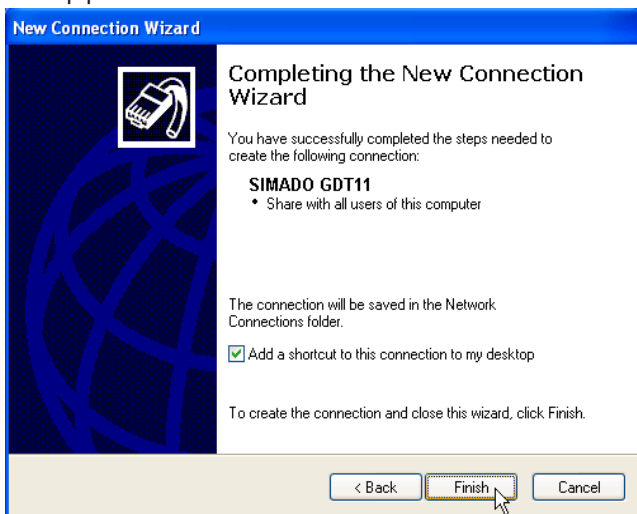 New Connection Wizard
Completing the New Connection
Wizard
You have successfully completed the steps needed to
create the following connection:
SIMADO GDT11
• Share with all users of this computer
The connection will be saved in the Network
Connections folder.
Add a shortcut to this connection to my desktop
To create the connection and close this wizard, click Finish.
< Back Finish Cancel